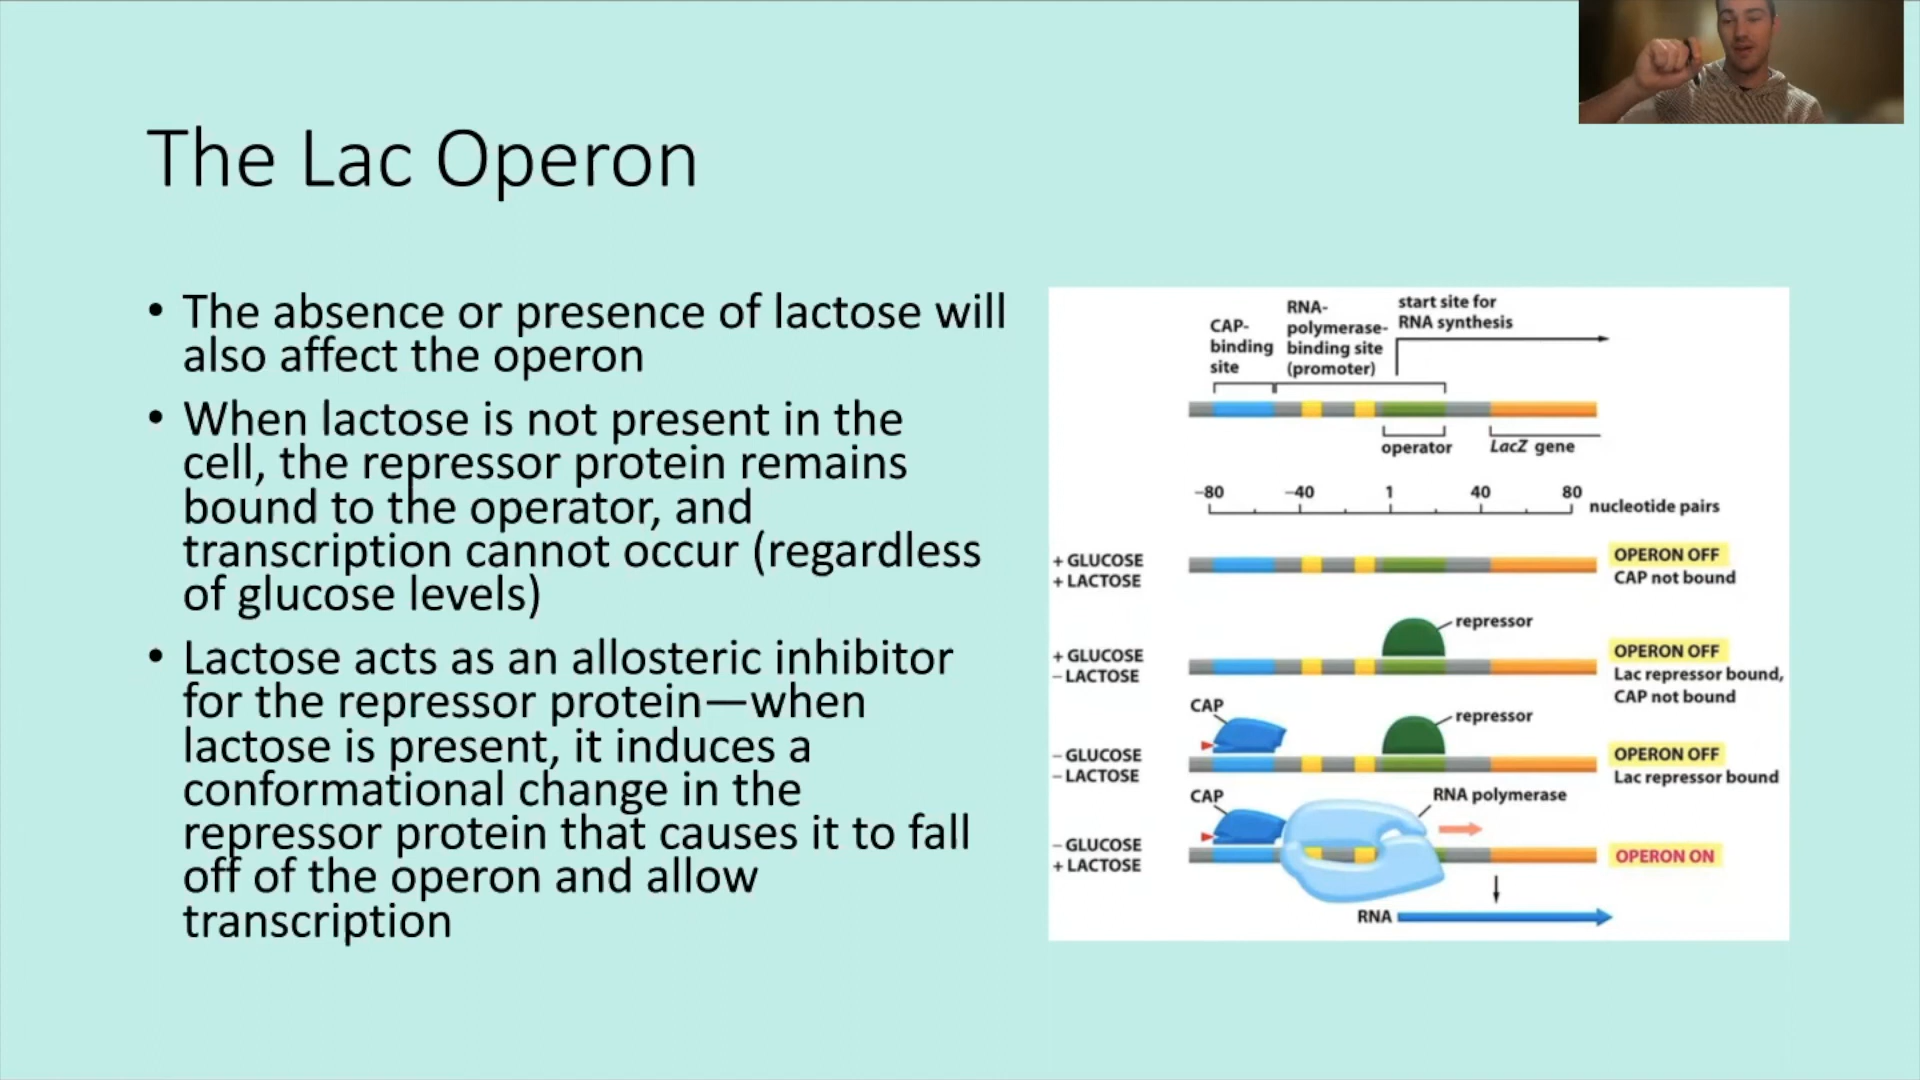 The Lac Operon
• The absence or presence of lactose will
also affect the operon
• When lactose is not present in the
cell, the repressor protein remains
bound to the operator, and
transcription cannot occur (regardless
of glucose levels)
• Lactose acts as an allosteric inhibitor
for the repressor protein—when
lactose is present, it induces a
conformational change in the
repressor protein that causes it to fall
off of the operon and allow
transcription
CAP-
binding
site
RNA-
polymerase-
binding site
(promoter)
start site for
RNA synthesis
operator
LacZ gene
–80 –40 1 40 80
nucleotide pairs
+ GLUCOSE
+ LACTOSE
OPERON OFF
CAP not bound
+ GLUCOSE
– LACTOSE
repressor
OPERON OFF
Lac repressor bound,
CAP not bound
CAP
– GLUCOSE
– LACTOSE
repressor
OPERON OFF
Lac repressor bound
CAP
– GLUCOSE
+ LACTOSE
RNA polymerase
OPERON ON
RNA